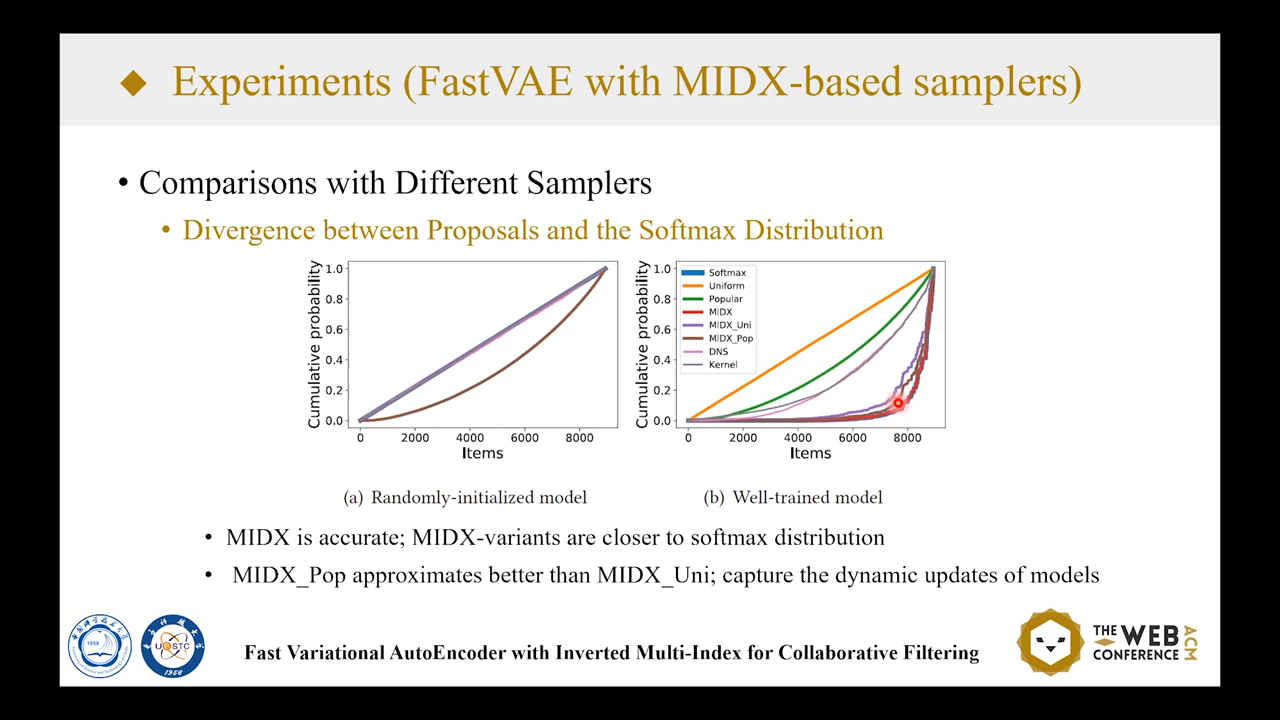 Experiments (FastVAE with MIDX-based samplers)
• Comparisons with Different Samplers
• Divergence between Proposals and the Softmax Distribution
Cumulative probability
1.0
0.8
0.6
0.4
0.2
0.0
0 2000 4000 6000 8000
Items
(a) Randomly-initialized model
Cumulative probability
1.0
0.8
0.6
0.4
0.2
0.0
Softmax
Uniform
Popular
MIDX
MIDX_Uni
MIDX_Pop
DNS
Kernel
0 2000 4000 6000 8000
Items
(b) Well-trained model
• MIDX is accurate; MIDX-variants are closer to softmax distribution
• MIDX_Pop approximates better than MIDX_Uni; capture the dynamic updates of models
1958
UESTC
1956
Fast Variational AutoEncoder with Inverted Multi-Index for Collaborative Filtering
THE WEB
CONFERENCE
ACM